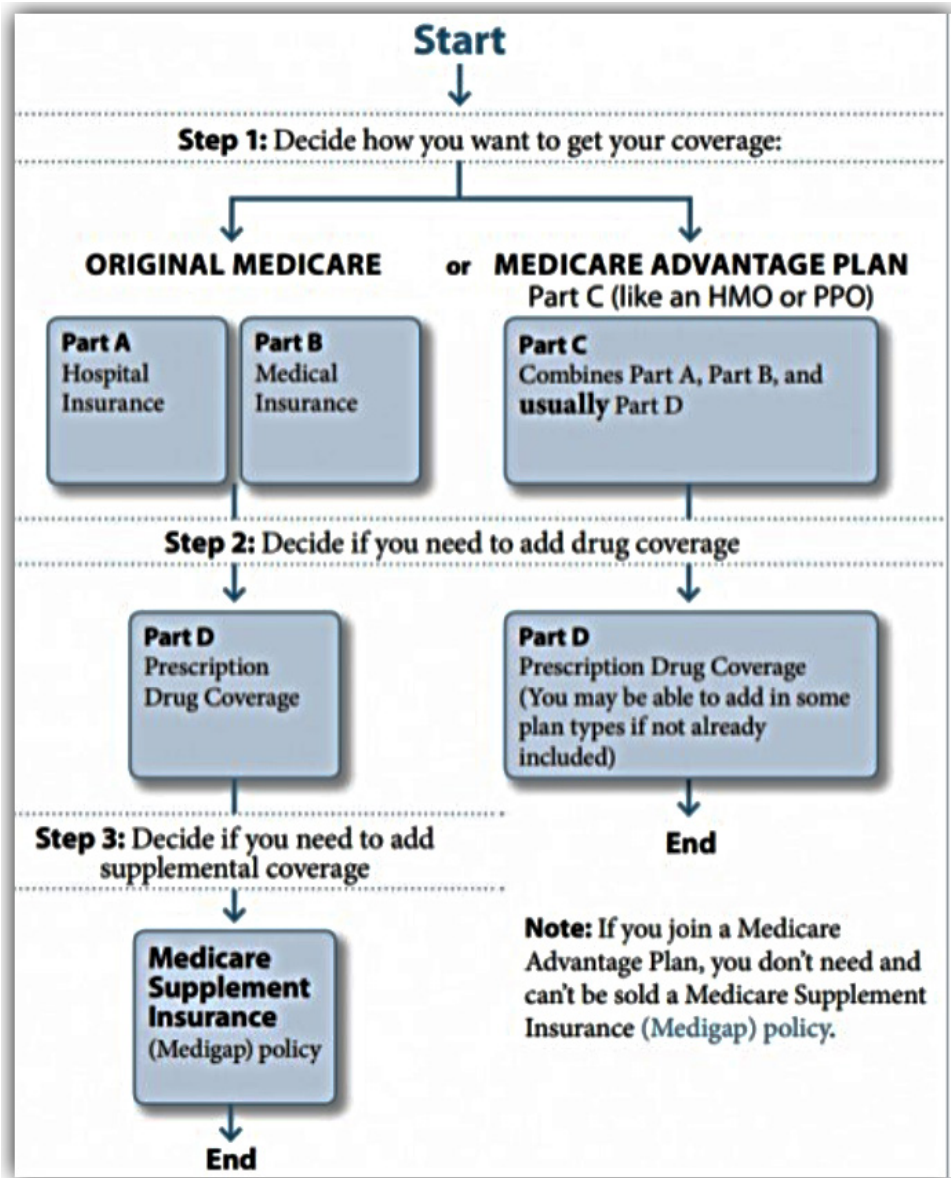 Start
Step 1: Decide how you want to get your coverage:
ORIGINAL MEDICARE or MEDICARE ADVANTAGE PLAN
Part C (like an HMO or PPO)
Part A
Hospital
Insurance
Part B
Medical
Insurance
Part C
Combines Part A, Part B, and
usually Part D
Step 2: Decide if you need to add drug coverage
Part D
Prescription
Drug Coverage
Part D
Prescription Drug Coverage
(You may be able to add in some
plan types if not already
included)
Step 3: Decide if you need to add
supplemental coverage
End
Medicare
Supplement
Insurance
(Medigap) policy
End
Note: If you join a Medicare
Advantage Plan, you don't need and
can't be sold a Medicare Supplement
Insurance (Medigap) policy.